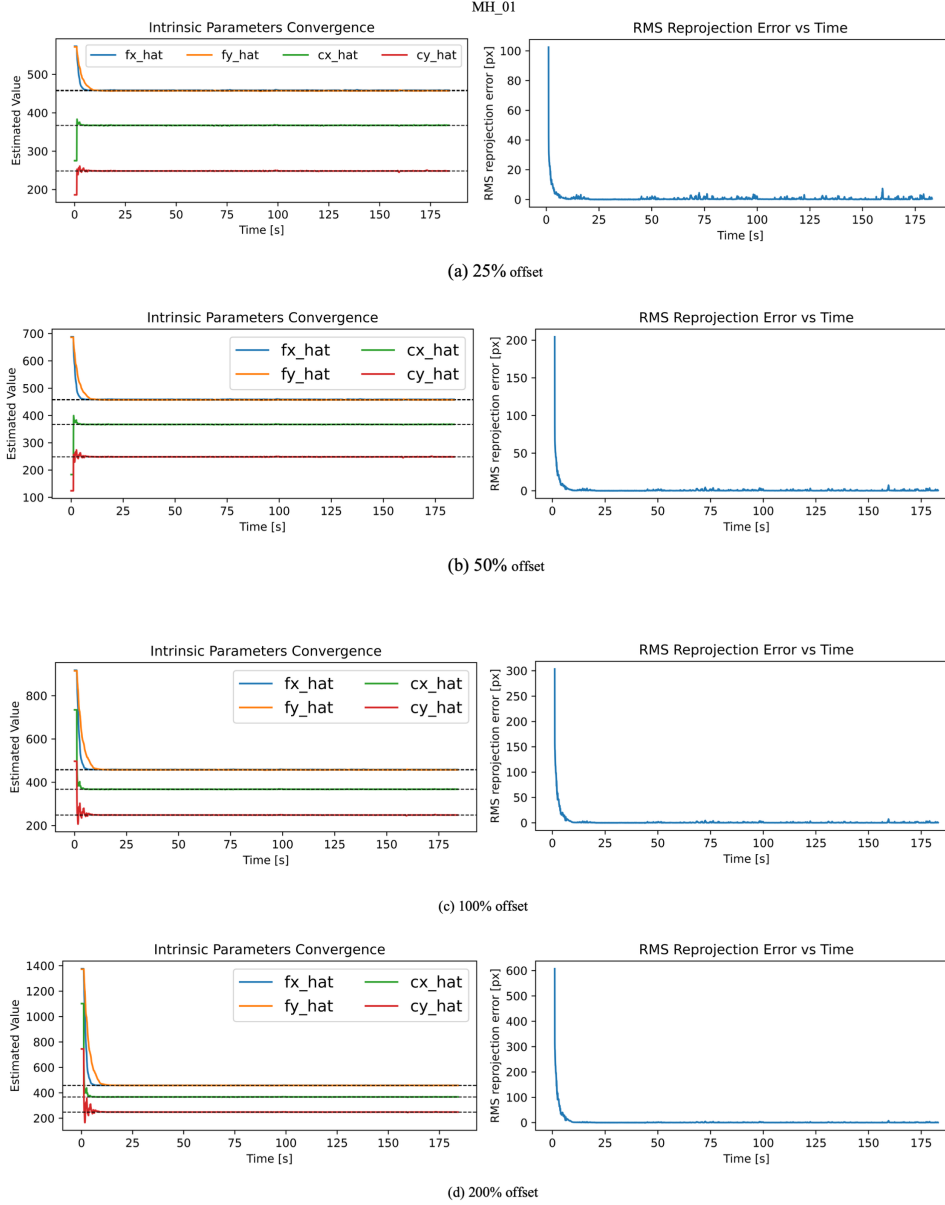 MH_01
Intrinsic Parameters Convergence
fx_hat fy_hat cx_hat cy_hat
Estimated Value
500
400
300
200
0 25 50 75 100 125 150 175
Time [s]
RMS Reprojection Error vs Time
RMS reprojection error [px]
100
80
60
40
20
0
0 25 50 75 100 125 150 175
Time [s]
(a) 25% offset
Intrinsic Parameters Convergence
fx_hat cx_hat
fy_hat cy_hat
Estimated Value
700
600
500
400
300
200
100
0 25 50 75 100 125 150 175
Time [s]
RMS Reprojection Error vs Time
RMS reprojection error [px]
200
150
100
50
0
0 25 50 75 100 125 150 175
Time [s]
(b) 50% offset
Intrinsic Parameters Convergence
fx_hat cx_hat
fy_hat cy_hat
Estimated Value
800
600
400
200
0 25 50 75 100 125 150 175
Time [s]
RMS Reprojection Error vs Time
RMS reprojection error [px]
300
250
200
150
100
50
0
0 25 50 75 100 125 150 175
Time [s]
(c) 100% offset
Intrinsic Parameters Convergence
fx_hat cx_hat
fy_hat cy_hat
Estimated Value
1400
1200
1000
800
600
400
200
0 25 50 75 100 125 150 175
Time [s]
RMS Reprojection Error vs Time
RMS reprojection error [px]
600
500
400
300
200
100
0
0 25 50 75 100 125 150 175
Time [s]
(d) 200% offset